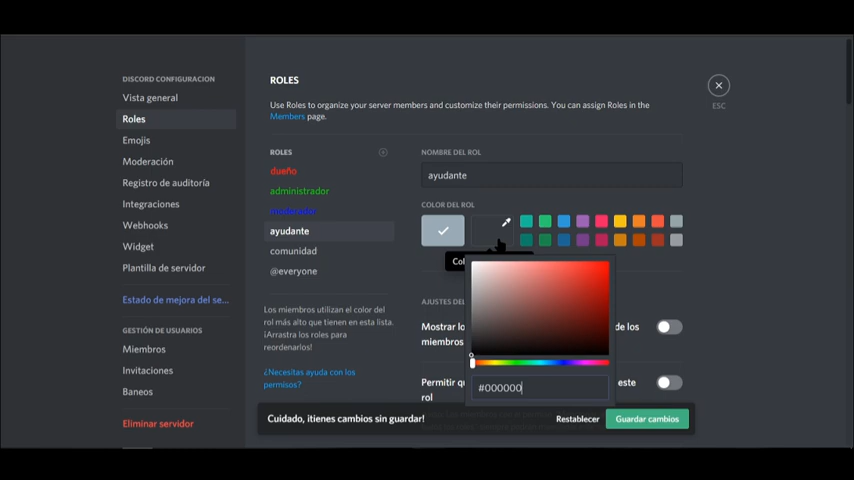 DISCORD CONFIGURACION
Vista general
Roles
Emojis
Moderación
Registro de auditoría
Integraciones
Webhooks
Widget
Plantilla de servidor
Estado de mejora del se...
GESTIÓN DE USUARIOS
Miembros
Invitaciones
Baneos
Eliminar servidor
ROLES
Use Roles to organize your server members and customize their permissions. You can assign Roles in the
Members page.
ESC
ROLES
dueño
administrador
moderador
ayudante
comunidad
@everyone
Los miembros utilizan el color del
rol más alto que tienen en esta lista.
¡Arrastra los roles para
reordenarlos!
¿Necesitas ayuda con los
permisos?
NOMBRE DEL ROL
ayudante
COLOR DEL ROL
Col
AJUSTES DEL
Mostrar lo de los
miembros
#000000
Permitir qu este
rol
Cuidado, ¡tienes cambios sin guardar!
Restablecer
Guardar cambios